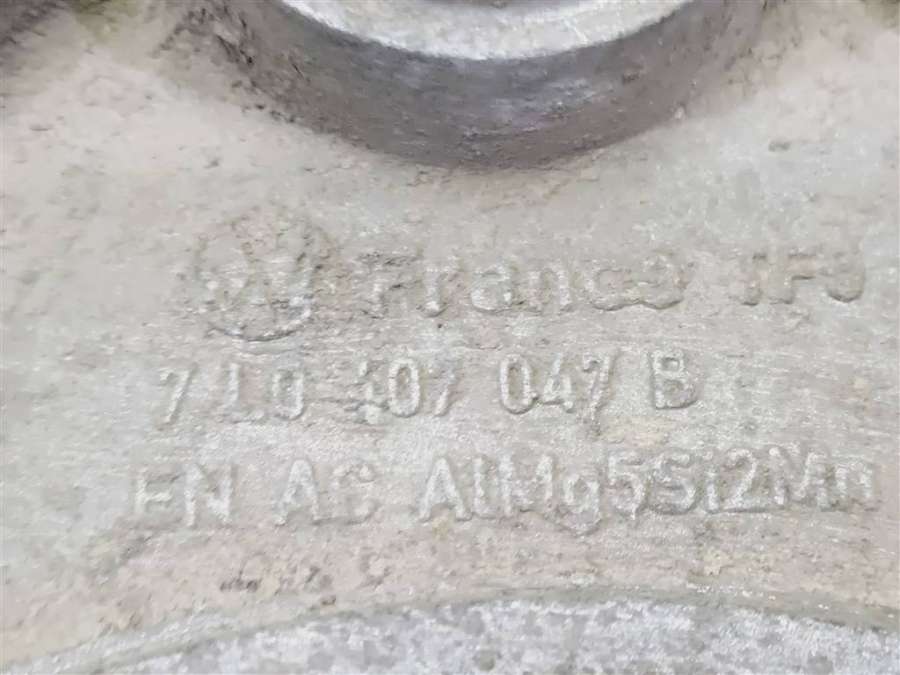 France
7L0 407 047 B
EN AC AlMg5Si2Mn